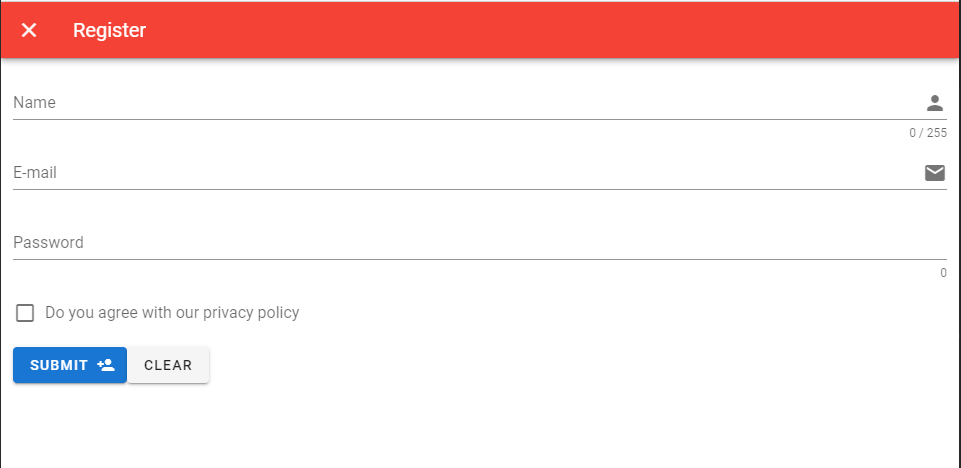 Register
Name
0 / 255
E-mail
Password
0
Do you agree with our privacy policy
SUBMIT CLEAR